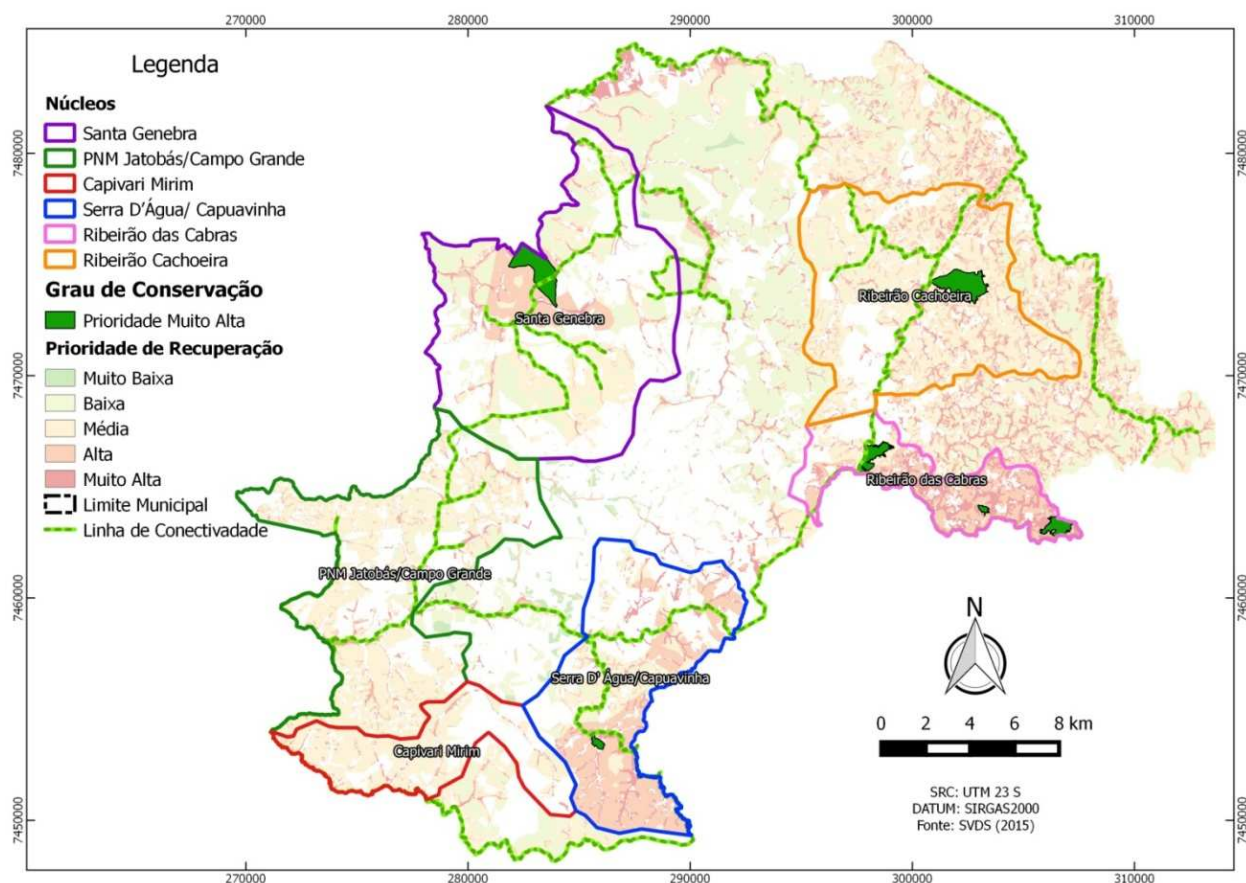 270000 280000 290000 300000 310000
Legenda
Núcleos
Santa Genebra
PNM Jatobás/Campo Grande
Capivari Mirim
Serra D'Água/ Capuavinha
Ribeirão das Cabras
Ribeirão Cachoeira
Grau de Conservação
Prioridade Muito Alta
Prioridade de Recuperação
Muito Baixa
Baixa
Média
Alta
Muito Alta
Limite Municipal
Linha de Conectivadade
7480000
7480000
Ribeirão Cachoeira
Santa Genebra
7470000
7470000
Ribeirão das Cabras
PNM Jatobás/Campo Grande
7460000
7460000
Serra D' Água/Capuavinha
Capivari Mirim
N
0 2 4 6 8 km
SRC: UTM 23 S
DATUM: SIRGAS2000
Fonte: SVDS (2015)
7450000
7450000
270000 280000 290000 300000 310000